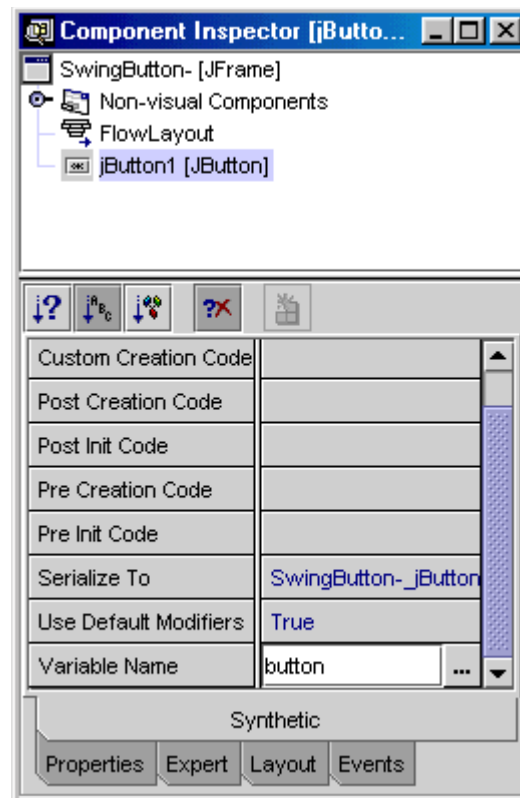 Component Inspector [jButto...
SwingButton- [JFrame]
Non-visual Components
FlowLayout
jButton1 [JButton]
Custom Creation Code
Post Creation Code
Post Init Code
Pre Creation Code
Pre Init Code
Serialize To SwingButton-_jButton
Use Default Modifiers True
Variable Name button ...
Synthetic
Properties Expert Layout Events